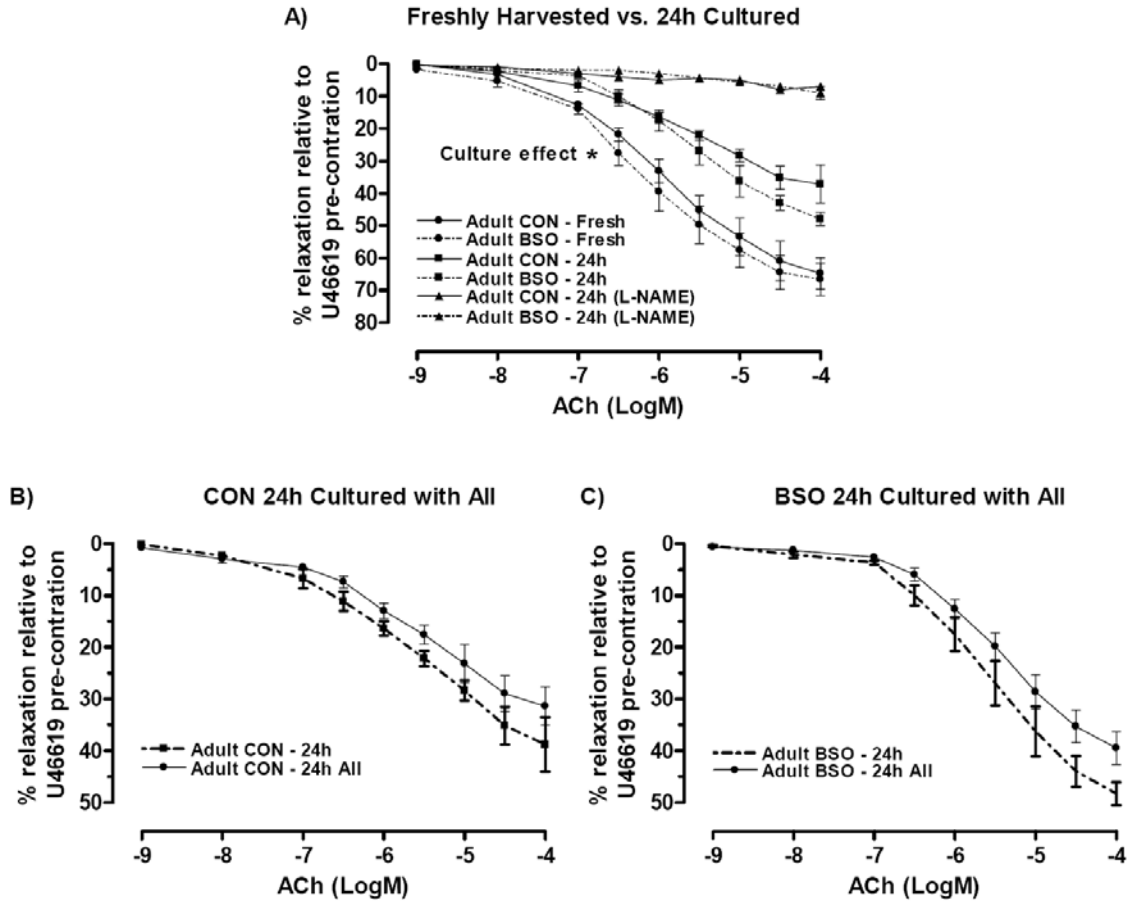 A)
Freshly Harvested vs. 24h Cultured
% relaxation relative to
U46619 pre-contration
0
10
20
30
40
50
60
70
80
Culture effect *
Adult CON - Fresh
Adult BSO - Fresh
Adult CON - 24h
Adult BSO - 24h
Adult CON - 24h (L-NAME)
Adult BSO - 24h (L-NAME)
-9 -8 -7 -6 -5 -4
ACh (LogM)
B)
CON 24h Cultured with All
% relaxation relative to
U46619 pre-contration
0
10
20
30
40
50
Adult CON - 24h
Adult CON - 24h All
-9 -8 -7 -6 -5 -4
ACh (LogM)
C)
BSO 24h Cultured with All
% relaxation relative to
U46619 pre-contration
0
10
20
30
40
50
Adult BSO - 24h
Adult BSO - 24h All
-9 -8 -7 -6 -5 -4
ACh (LogM)